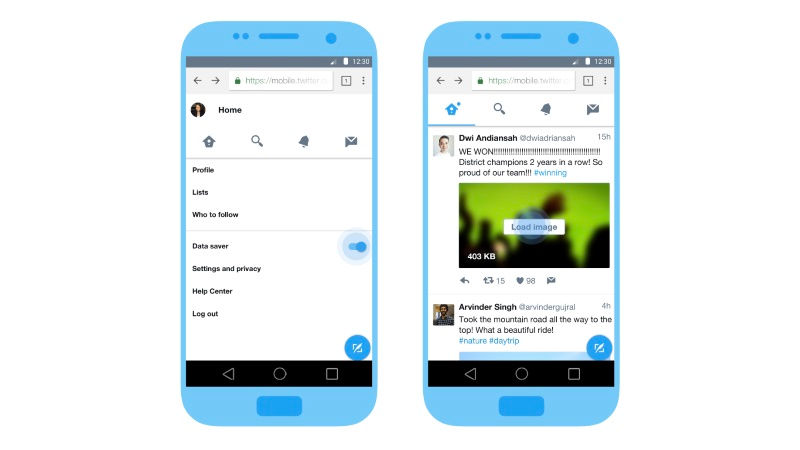 12:30
https://mobile.twitter.c
1
Home
Profile
Lists
Who to follow
Data saver
Settings and privacy
Help Center
Log out
12:30
https://mobile.twitter.c
1
Dwi Andiansah @dwiadriansah 15h
WE WON!!!!!!!!!!!!!!!!!!!!!!!!!!!!!!!!!!!!!!!!!!!!!!
District champions 2 years in a row! So
proud of our team!!! #winning
Load image
403 KB
15 98
Arvinder Singh @arvindergujral 4h
Took the mountain road all the way to the
top! What a beautiful ride!
#nature #daytrip